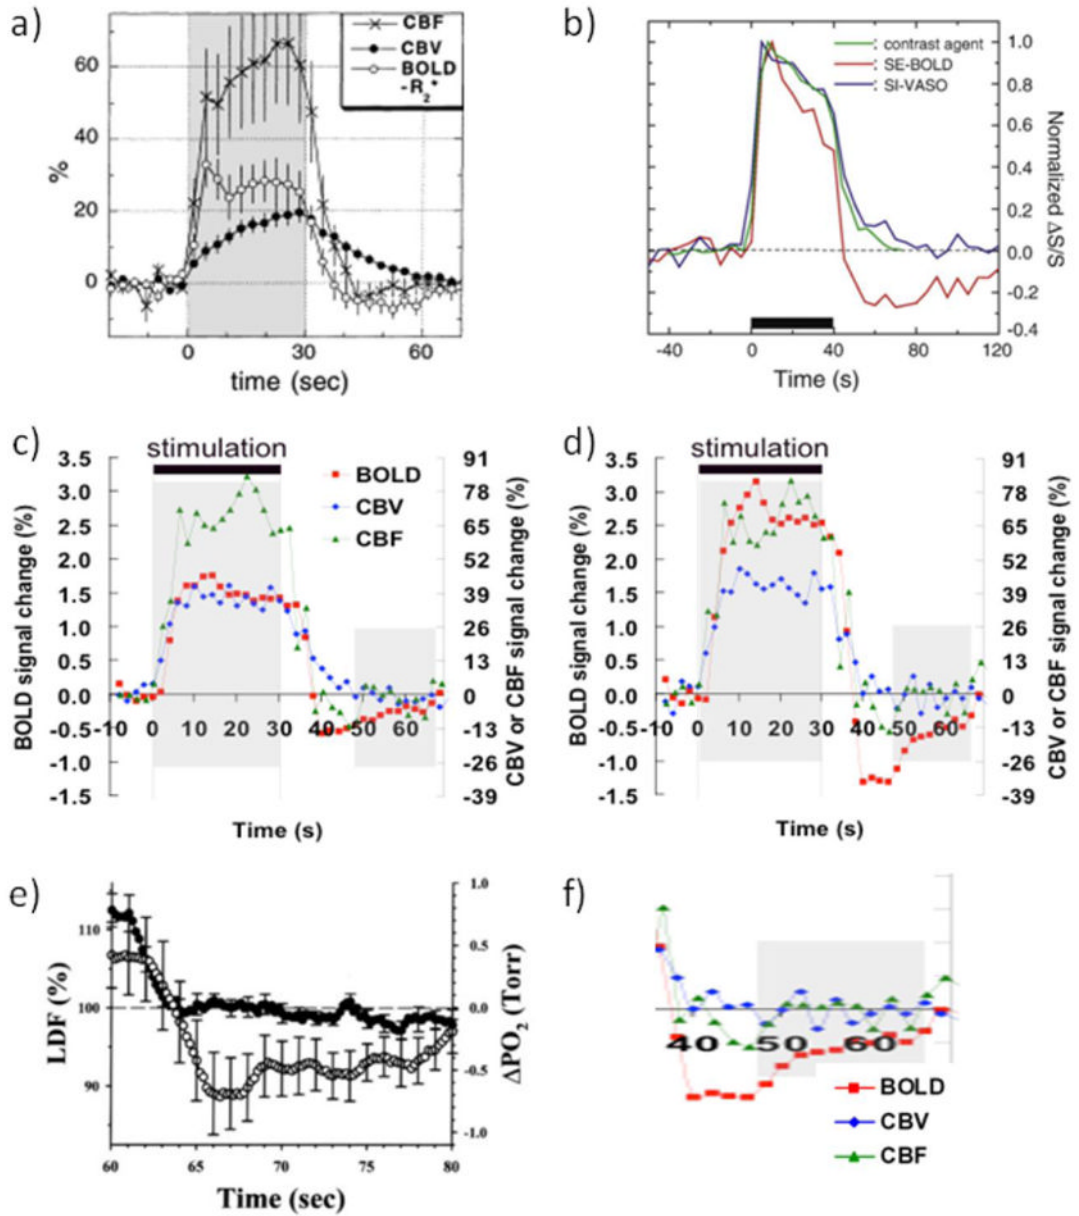 a)
CBF
CBV
BOLD
-R2*
%
60
40
20
0
0
30
60
time (sec)
b)
: contrast agent
: SE-BOLD
: SI-VASO
1.0
0.8
0.6
0.4
0.2
0.0
-0.2
-0.4
Normalized ΔS/S
-40
0
40
80
120
Time (s)
c)
stimulation
BOLD
CBV
CBF
BOLD signal change (%)
3.5
3.0
2.5
2.0
1.5
1.0
0.5
0.0
-0.5
-1.0
-1.5
91
78
65
52
39
26
13
0
-13
-26
-39
CBV or CBF signal change (%)
-10 0 10 20 30 40 50 60
Time (s)
d)
stimulation
BOLD signal change (%)
3.5
3.0
2.5
2.0
1.5
1.0
0.5
0.0
-0.5
-1.0
-1.5
91
78
65
52
39
26
13
0
-13
-26
-39
CBV or CBF signal change (%)
-10 0 10 20 30 40 50 60
Time (s)
e)
LDF (%)
110
100
90
1.0
0.5
0.0
-0.5
-1.0
ΔPO2 (Torr)
60 65 70 75 80
Time (sec)
f)
40 50 60
BOLD
CBV
CBF